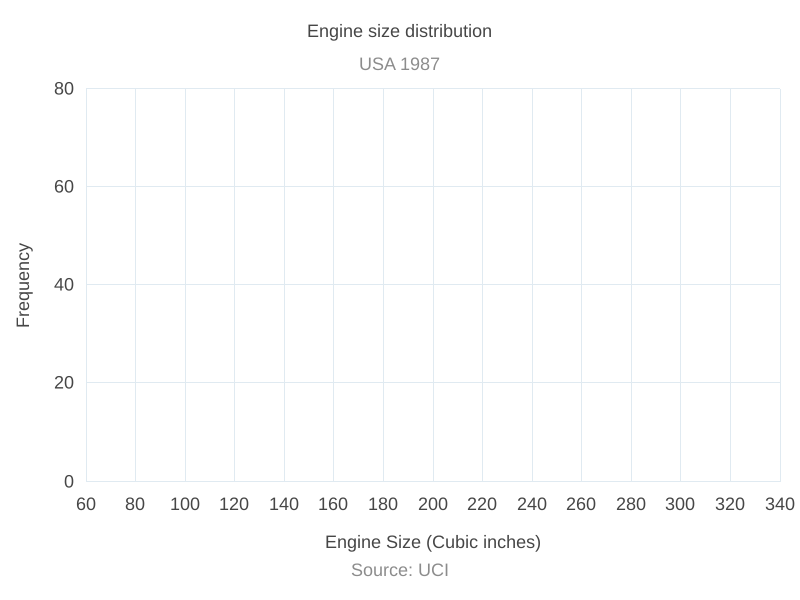 Engine size distribution
USA 1987
80
60
40
20
0
Frequency
60 80 100 120 140 160 180 200 220 240 260 280 300 320 340
Engine Size (Cubic inches)
Source: UCI